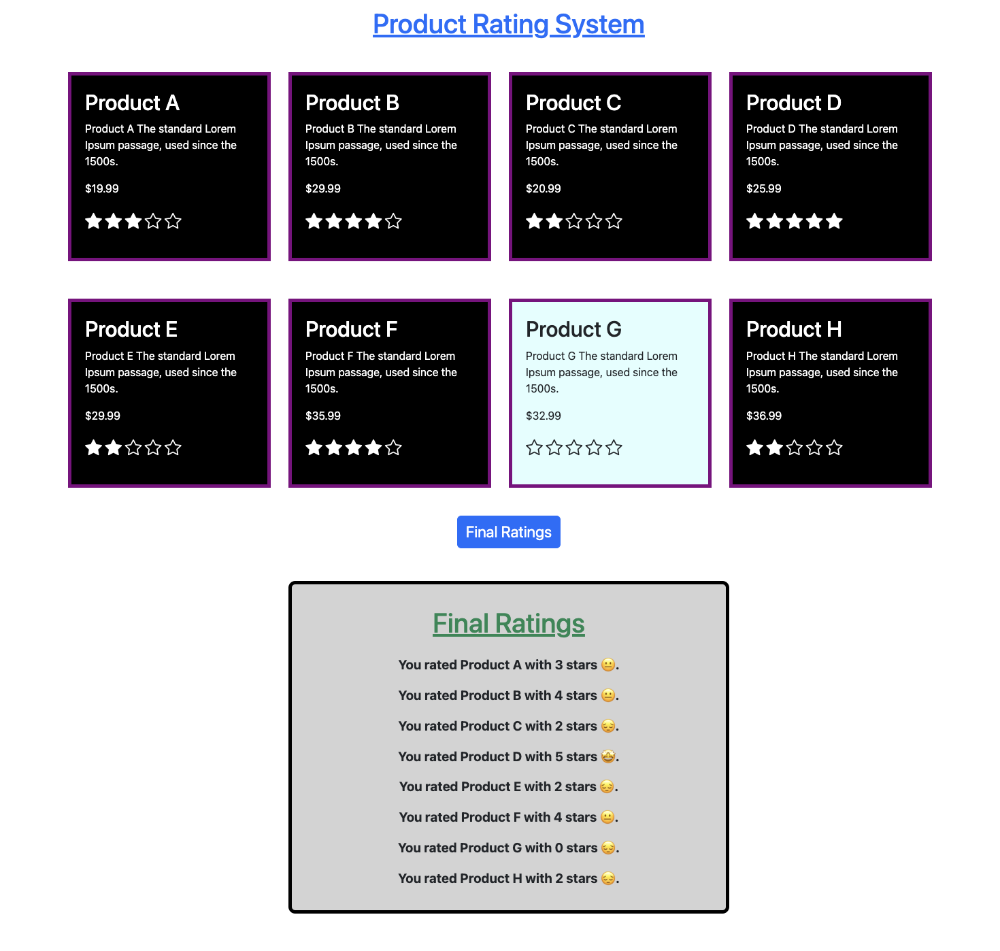 Product Rating System
Product A
Product A The standard Lorem
Ipsum passage, used since the
1500s.
$19.99
Product B
Product B The standard Lorem
Ipsum passage, used since the
1500s.
$29.99
Product C
Product C The standard Lorem
Ipsum passage, used since the
1500s.
$20.99
Product D
Product D The standard Lorem
Ipsum passage, used since the
1500s.
$25.99
Product E
Product E The standard Lorem
Ipsum passage, used since the
1500s.
$29.99
Product F
Product F The standard Lorem
Ipsum passage, used since the
1500s.
$35.99
Product G
Product G The standard Lorem
Ipsum passage, used since the
1500s.
$32.99
Product H
Product H The standard Lorem
Ipsum passage, used since the
1500s.
$36.99
Final Ratings
Final Ratings
You rated Product A with 3 stars 😐.
You rated Product B with 4 stars 😐.
You rated Product C with 2 stars 😔.
You rated Product D with 5 stars 🤩.
You rated Product E with 2 stars 😔.
You rated Product F with 4 stars 😐.
You rated Product G with 0 stars 😔.
You rated Product H with 2 stars 😔.